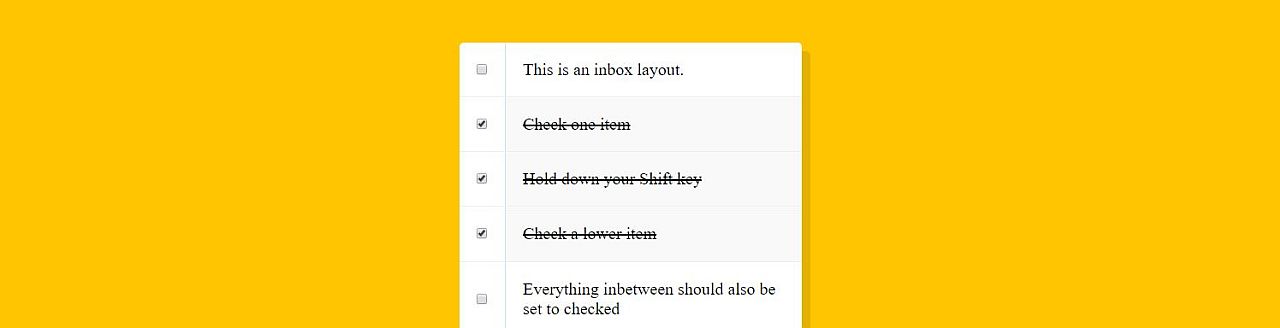 This is an inbox layout.
Check one item
Hold down your Shift key
Check a lower item
Everything inbetween should also be
set to checked